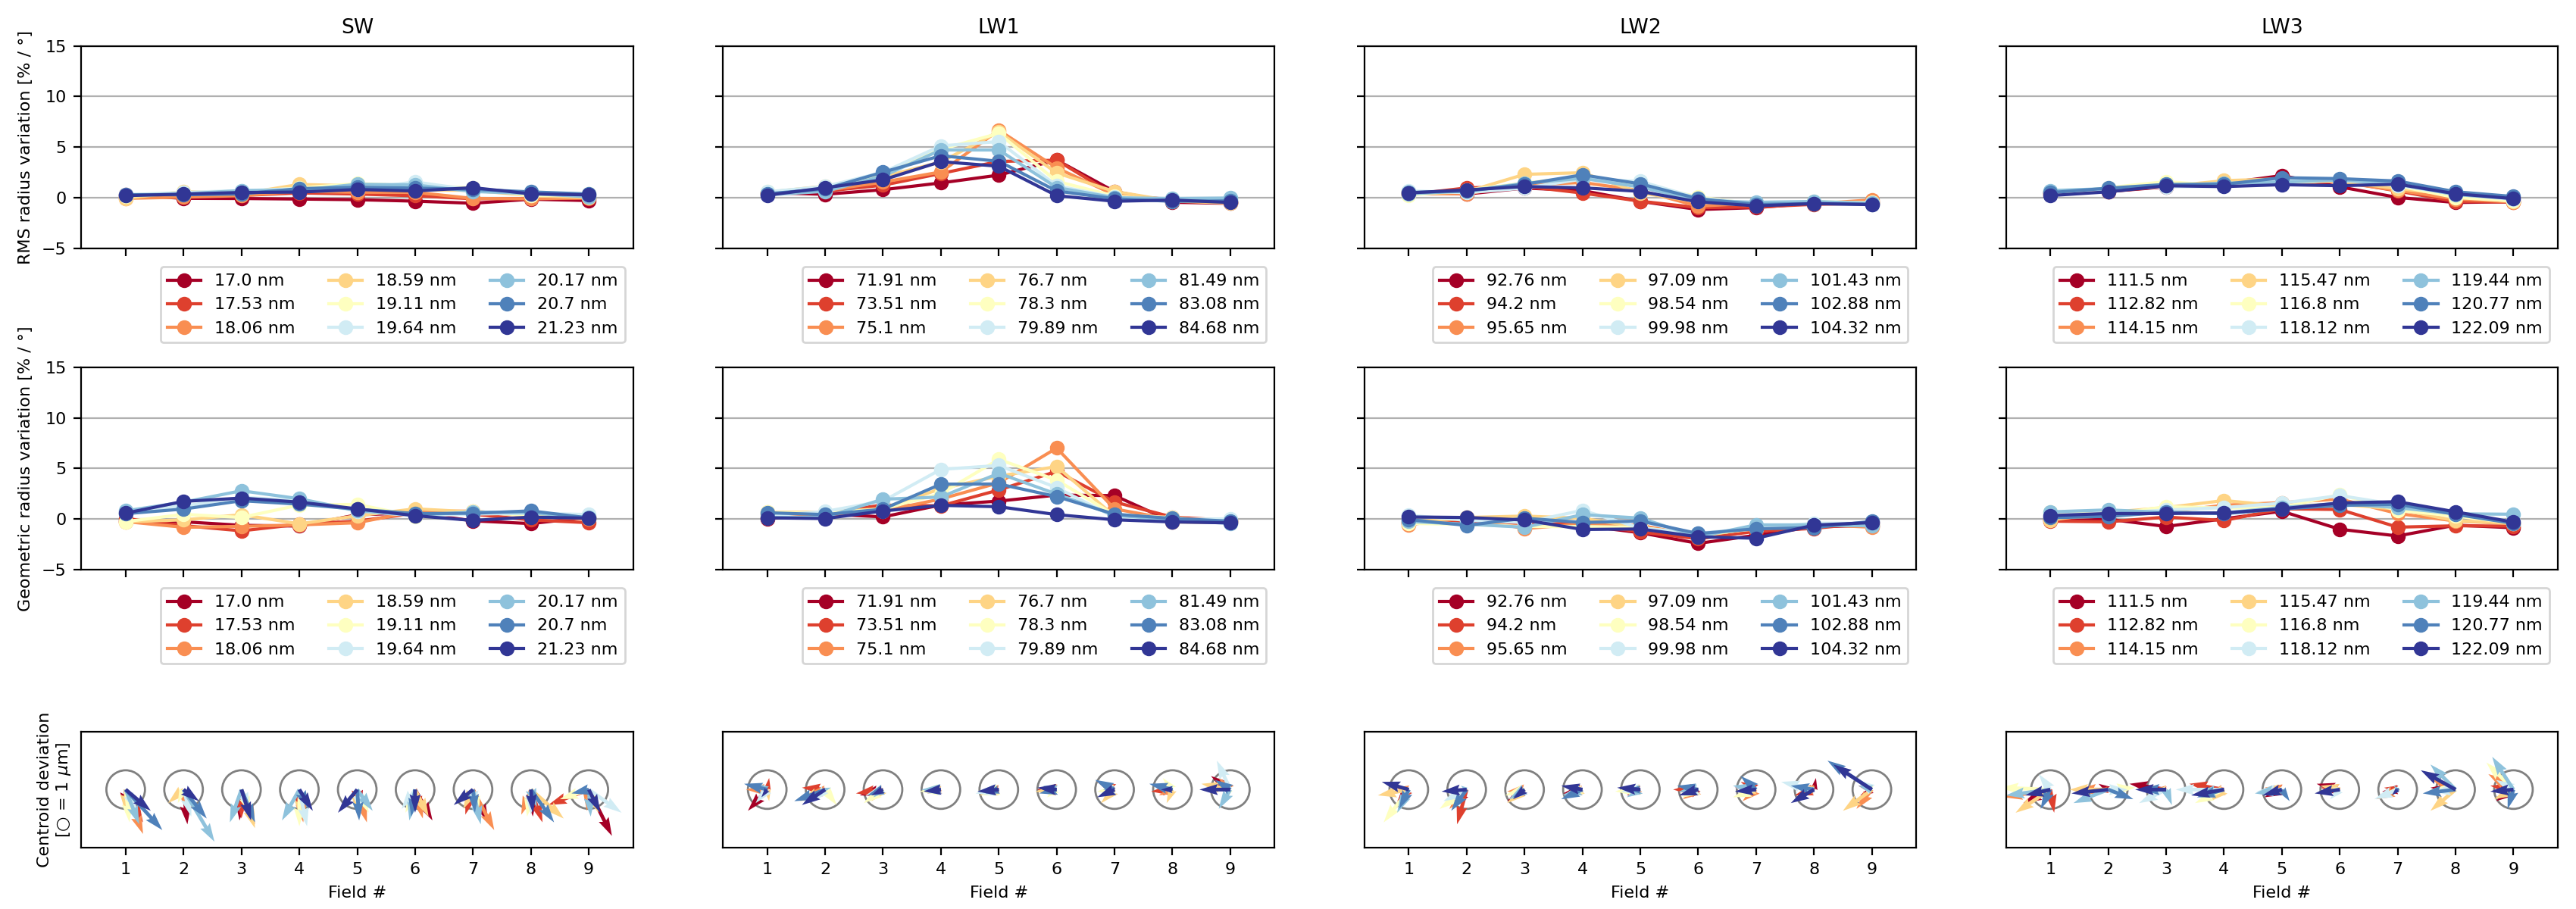 SW LW1 LW2 LW3
RMS radius variation [% / °]
15
10
5
0
−5
17.0 nm 18.59 nm 20.17 nm 71.91 nm 76.7 nm 81.49 nm 92.76 nm 97.09 nm 101.43 nm 111.5 nm 115.47 nm 119.44 nm
17.53 nm 19.11 nm 20.7 nm 73.51 nm 78.3 nm 83.08 nm 94.2 nm 98.54 nm 102.88 nm 112.82 nm 116.8 nm 120.77 nm
18.06 nm 19.64 nm 21.23 nm 75.1 nm 79.89 nm 84.68 nm 95.65 nm 99.98 nm 104.32 nm 114.15 nm 118.12 nm 122.09 nm
Geometric radius variation [% / °]
15
10
5
0
−5
17.0 nm 18.59 nm 20.17 nm 71.91 nm 76.7 nm 81.49 nm 92.76 nm 97.09 nm 101.43 nm 111.5 nm 115.47 nm 119.44 nm
17.53 nm 19.11 nm 20.7 nm 73.51 nm 78.3 nm 83.08 nm 94.2 nm 98.54 nm 102.88 nm 112.82 nm 116.8 nm 120.77 nm
18.06 nm 19.64 nm 21.23 nm 75.1 nm 79.89 nm 84.68 nm 95.65 nm 99.98 nm 104.32 nm 114.15 nm 118.12 nm 122.09 nm
Centroid deviation
[○ = 1 μm]
1 2 3 4 5 6 7 8 9 1 2 3 4 5 6 7 8 9 1 2 3 4 5 6 7 8 9 1 2 3 4 5 6 7 8 9
Field # Field # Field # Field #